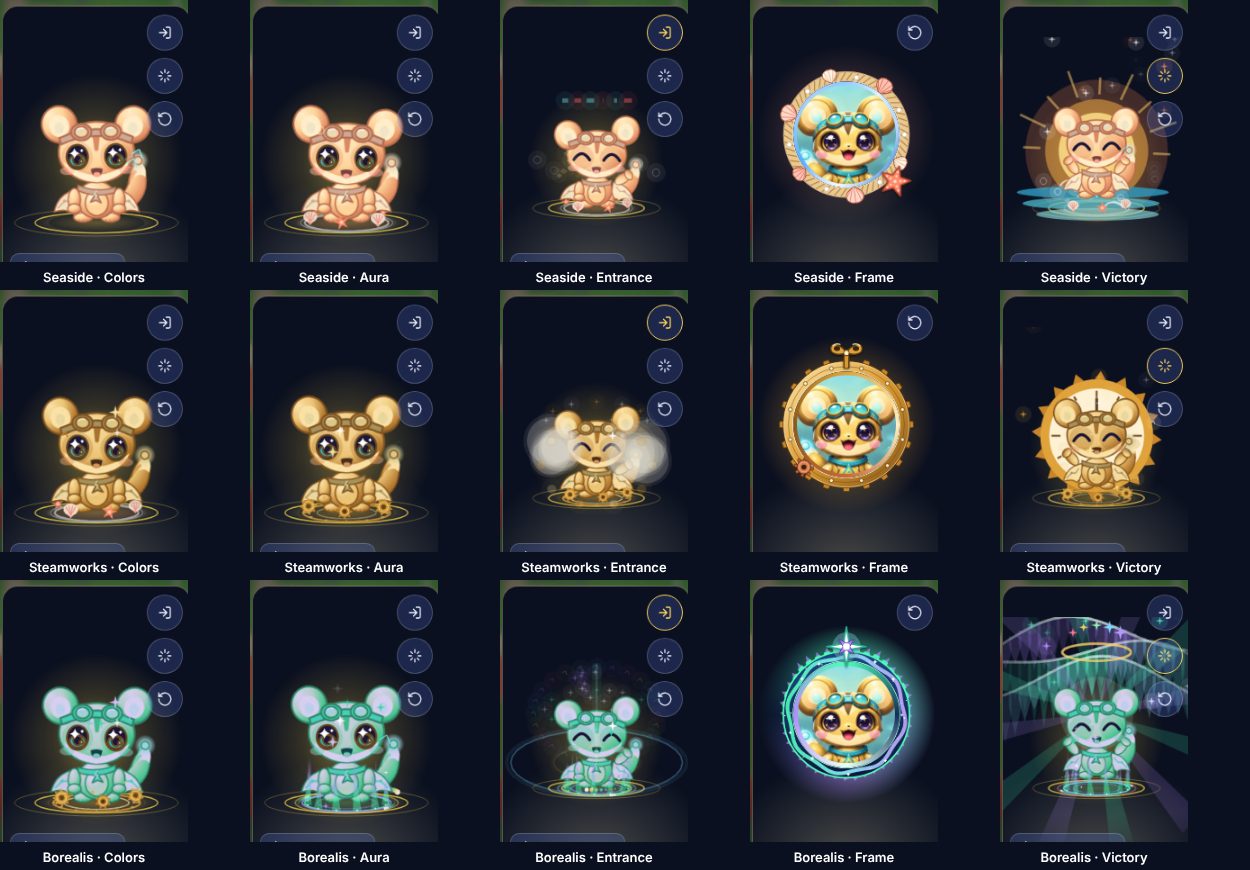 Seaside · Colors
Seaside · Aura
Seaside · Entrance
Seaside · Frame
Seaside · Victory
Steamworks · Colors
Steamworks · Aura
Steamworks · Entrance
Steamworks · Frame
Steamworks · Victory
Borealis · Colors
Borealis · Aura
Borealis · Entrance
Borealis · Frame
Borealis · Victory